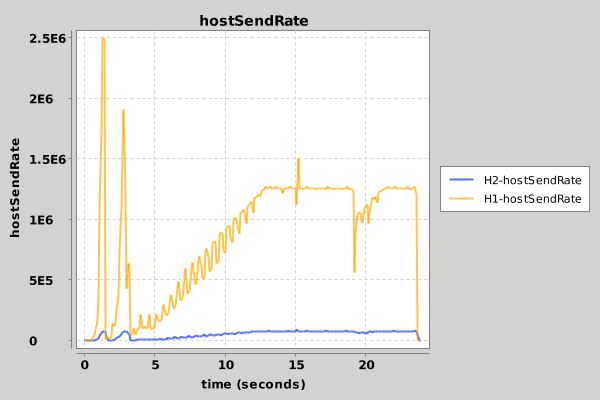 hostSendRate
2.5E6
2E6
1.5E6
1E6
5E5
0
hostSendRate
0 5 10 15 20
time (seconds)
H2-hostSendRate
H1-hostSendRate